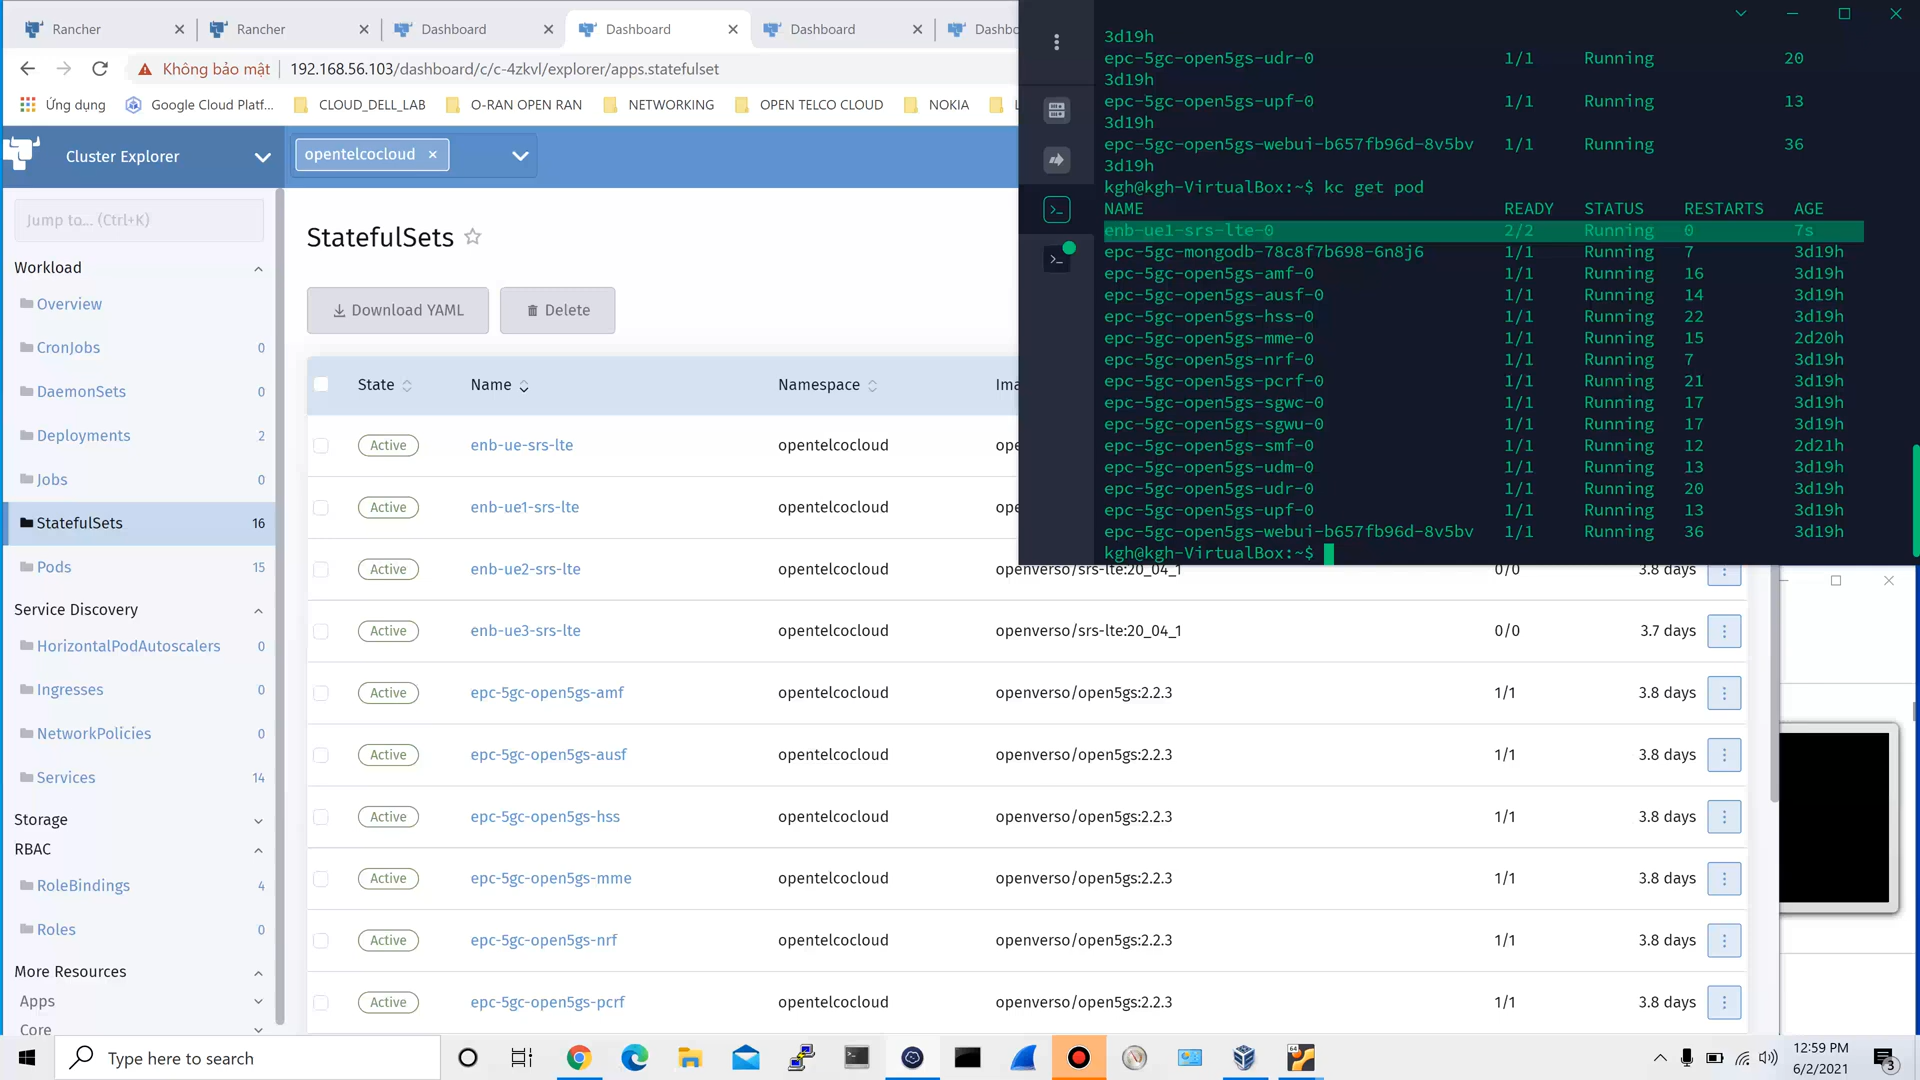 Rancher
Rancher
Dashboard
Dashboard
Dashboard
Dashbo
Không bảo mật
192.168.56.103/dashboard/c/c-4zkvl/explorer/apps.statefulset
Ứng dụng
Google Cloud Platf...
CLOUD_DELL_LAB
O-RAN OPEN RAN
NETWORKING
OPEN TELCO CLOUD
NOKIA
Cluster Explorer
opentelcocloud
Jump to... (Ctrl+K)
Workload
Overview
CronJobs 0
DaemonSets 0
Deployments 2
Jobs 0
StatefulSets 16
Pods 15
Service Discovery
HorizontalPodAutoscalers 0
Ingresses 0
NetworkPolicies 0
Services 14
Storage
RBAC
RoleBindings 4
Roles 0
More Resources
Apps
Core
StatefulSets
Download YAML
Delete
State Name Namespace Ima
Active enb-ue-srs-lte opentelcocloud ope
Active enb-ue1-srs-lte opentelcocloud ope
Active enb-ue2-srs-lte opentelcocloud openverso/srs-lte:20_04_1 0/0 3.8 days
Active enb-ue3-srs-lte opentelcocloud openverso/srs-lte:20_04_1 0/0 3.7 days
Active epc-5gc-open5gs-amf opentelcocloud openverso/open5gs:2.2.3 1/1 3.8 days
Active epc-5gc-open5gs-ausf opentelcocloud openverso/open5gs:2.2.3 1/1 3.8 days
Active epc-5gc-open5gs-hss opentelcocloud openverso/open5gs:2.2.3 1/1 3.8 days
Active epc-5gc-open5gs-mme opentelcocloud openverso/open5gs:2.2.3 1/1 3.8 days
Active epc-5gc-open5gs-nrf opentelcocloud openverso/open5gs:2.2.3 1/1 3.8 days
Active epc-5gc-open5gs-pcrf opentelcocloud openverso/open5gs:2.2.3 1/1 3.8 days
3d19h
epc-5gc-open5gs-udr-0 1/1 Running 20
3d19h
epc-5gc-open5gs-upf-0 1/1 Running 13
3d19h
epc-5gc-open5gs-webui-b657fb96d-8v5bv 1/1 Running 36
3d19h
kgh@kgh-VirtualBox:~$ kc get pod
NAME READY STATUS RESTARTS AGE
enb-ue1-srs-lte-0 2/2 Running 0 7s
epc-5gc-mongodb-78c8f7b698-6n8j6 1/1 Running 7 3d19h
epc-5gc-open5gs-amf-0 1/1 Running 16 3d19h
epc-5gc-open5gs-ausf-0 1/1 Running 14 3d19h
epc-5gc-open5gs-hss-0 1/1 Running 22 3d19h
epc-5gc-open5gs-mme-0 1/1 Running 15 2d20h
epc-5gc-open5gs-nrf-0 1/1 Running 7 3d19h
epc-5gc-open5gs-pcrf-0 1/1 Running 21 3d19h
epc-5gc-open5gs-sgwc-0 1/1 Running 17 3d19h
epc-5gc-open5gs-sgwu-0 1/1 Running 17 3d19h
epc-5gc-open5gs-smf-0 1/1 Running 12 2d21h
epc-5gc-open5gs-udm-0 1/1 Running 13 3d19h
epc-5gc-open5gs-udr-0 1/1 Running 20 3d19h
epc-5gc-open5gs-upf-0 1/1 Running 13 3d19h
epc-5gc-open5gs-webui-b657fb96d-8v5bv 1/1 Running 36 3d19h
kgh@kgh-VirtualBox:~$
Type here to search
12:59 PM
6/2/2021
3